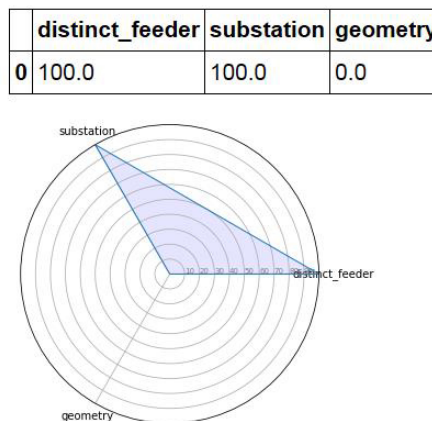 distinct_feeder substation geometry
0 100.0 100.0 0.0
substation
10 20 30 40 50 60 70 80
distinct_feeder
geometry